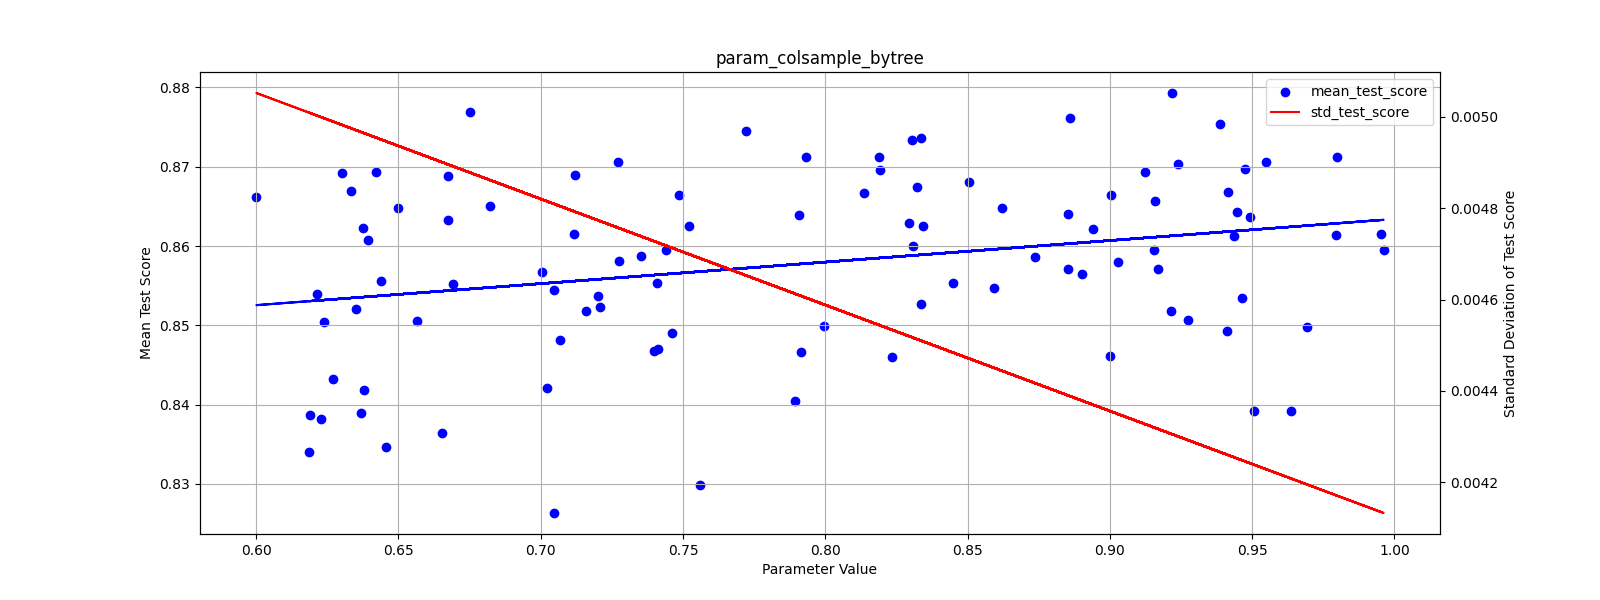 param_colsample_bytree
mean_test_score
std_test_score
0.88
0.87
0.86
0.85
0.84
0.83
Mean Test Score
0.0050
0.0048
0.0046
0.0044
0.0042
Standard Deviation of Test Score
0.60 0.65 0.70 0.75 0.80 0.85 0.90 0.95 1.00
Parameter Value